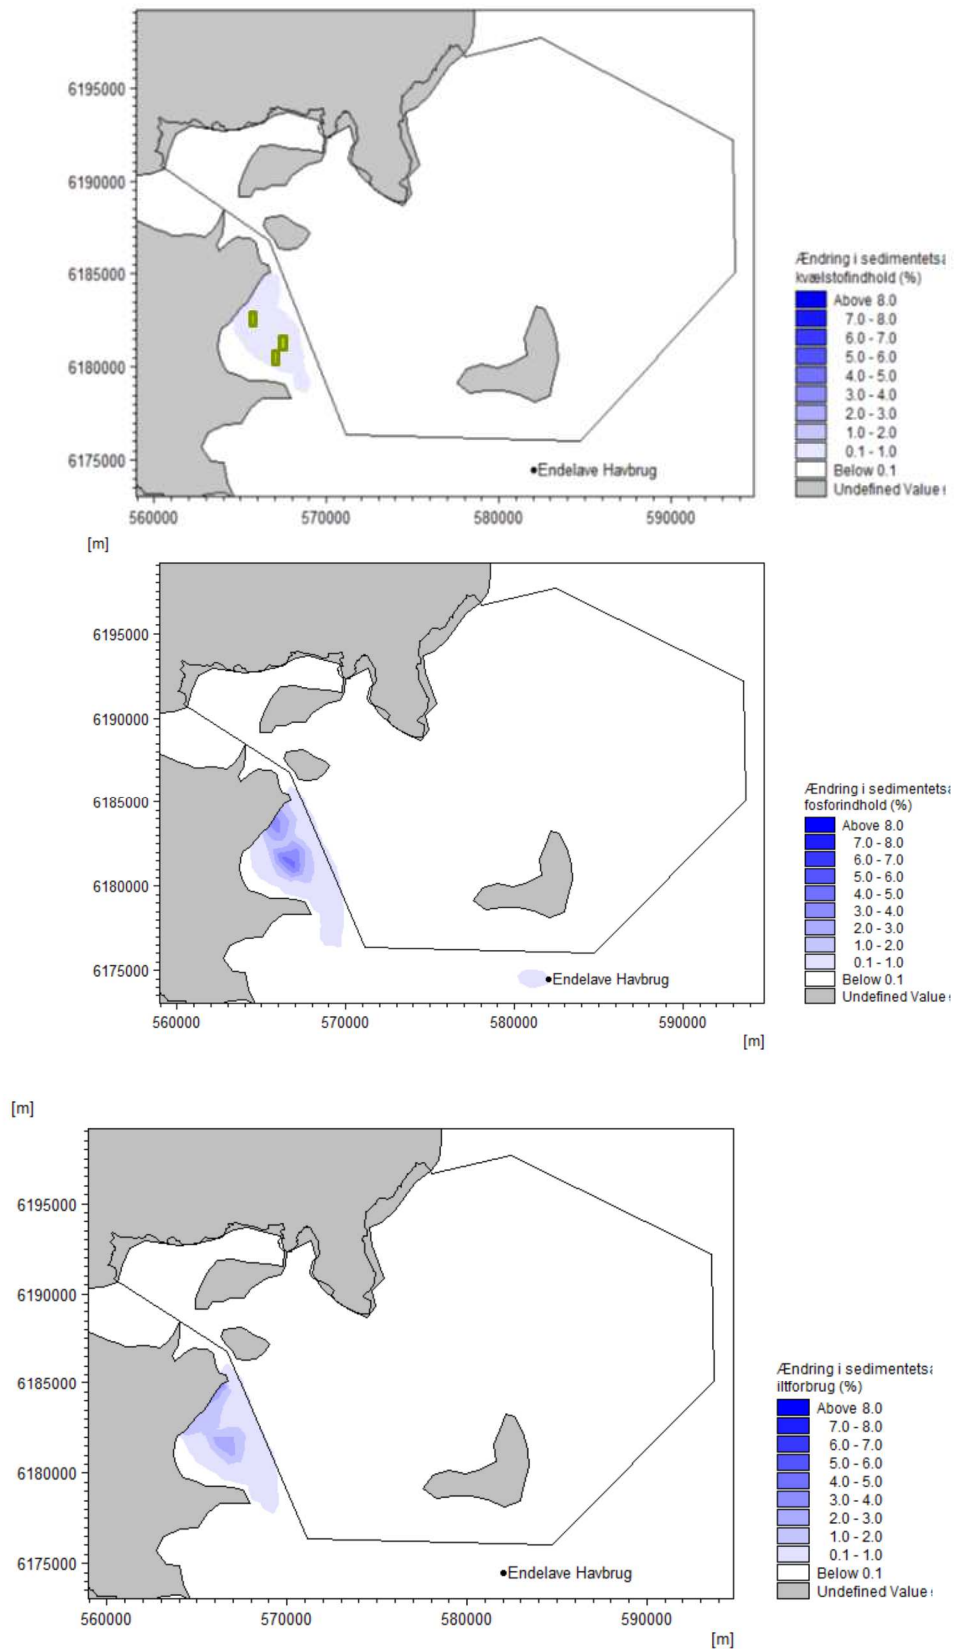 6195000
6190000
6185000
6180000
6175000
560000 570000 580000 590000
[m]
Endelave Havbrug
Ændring i sedimentets
kvælstofindhold (%)
Above 8.0
7.0 - 8.0
6.0 - 7.0
5.0 - 6.0
4.0 - 5.0
3.0 - 4.0
2.0 - 3.0
1.0 - 2.0
0.1 - 1.0
Below 0.1
Undefined Value
6195000
6190000
6185000
6180000
6175000
560000 570000 580000 590000
[m]
Endelave Havbrug
Ændring i sedimentets
fosforindhold (%)
Above 8.0
7.0 - 8.0
6.0 - 7.0
5.0 - 6.0
4.0 - 5.0
3.0 - 4.0
2.0 - 3.0
1.0 - 2.0
0.1 - 1.0
Below 0.1
Undefined Value
[m]
6195000
6190000
6185000
6180000
6175000
560000 570000 580000 590000
[m]
Endelave Havbrug
Ændring i sedimentets
iltforbrug (%)
Above 8.0
7.0 - 8.0
6.0 - 7.0
5.0 - 6.0
4.0 - 5.0
3.0 - 4.0
2.0 - 3.0
1.0 - 2.0
0.1 - 1.0
Below 0.1
Undefined Value